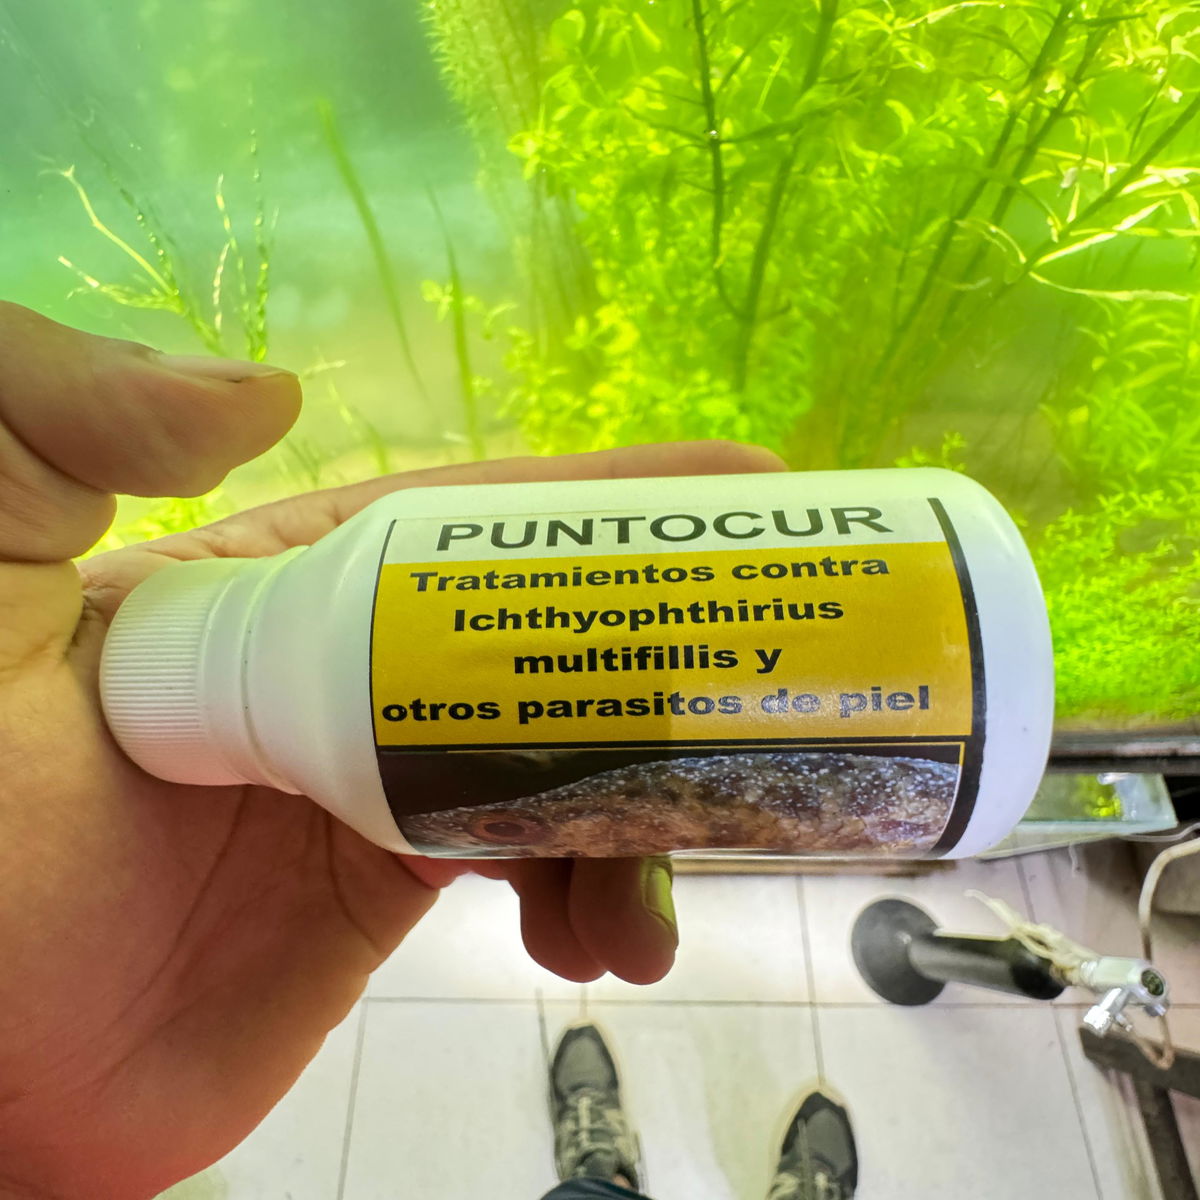 PUNTOCUR
Tratamientos contra
Ichthyophthirius
multifillis y
otros parasitos de piel